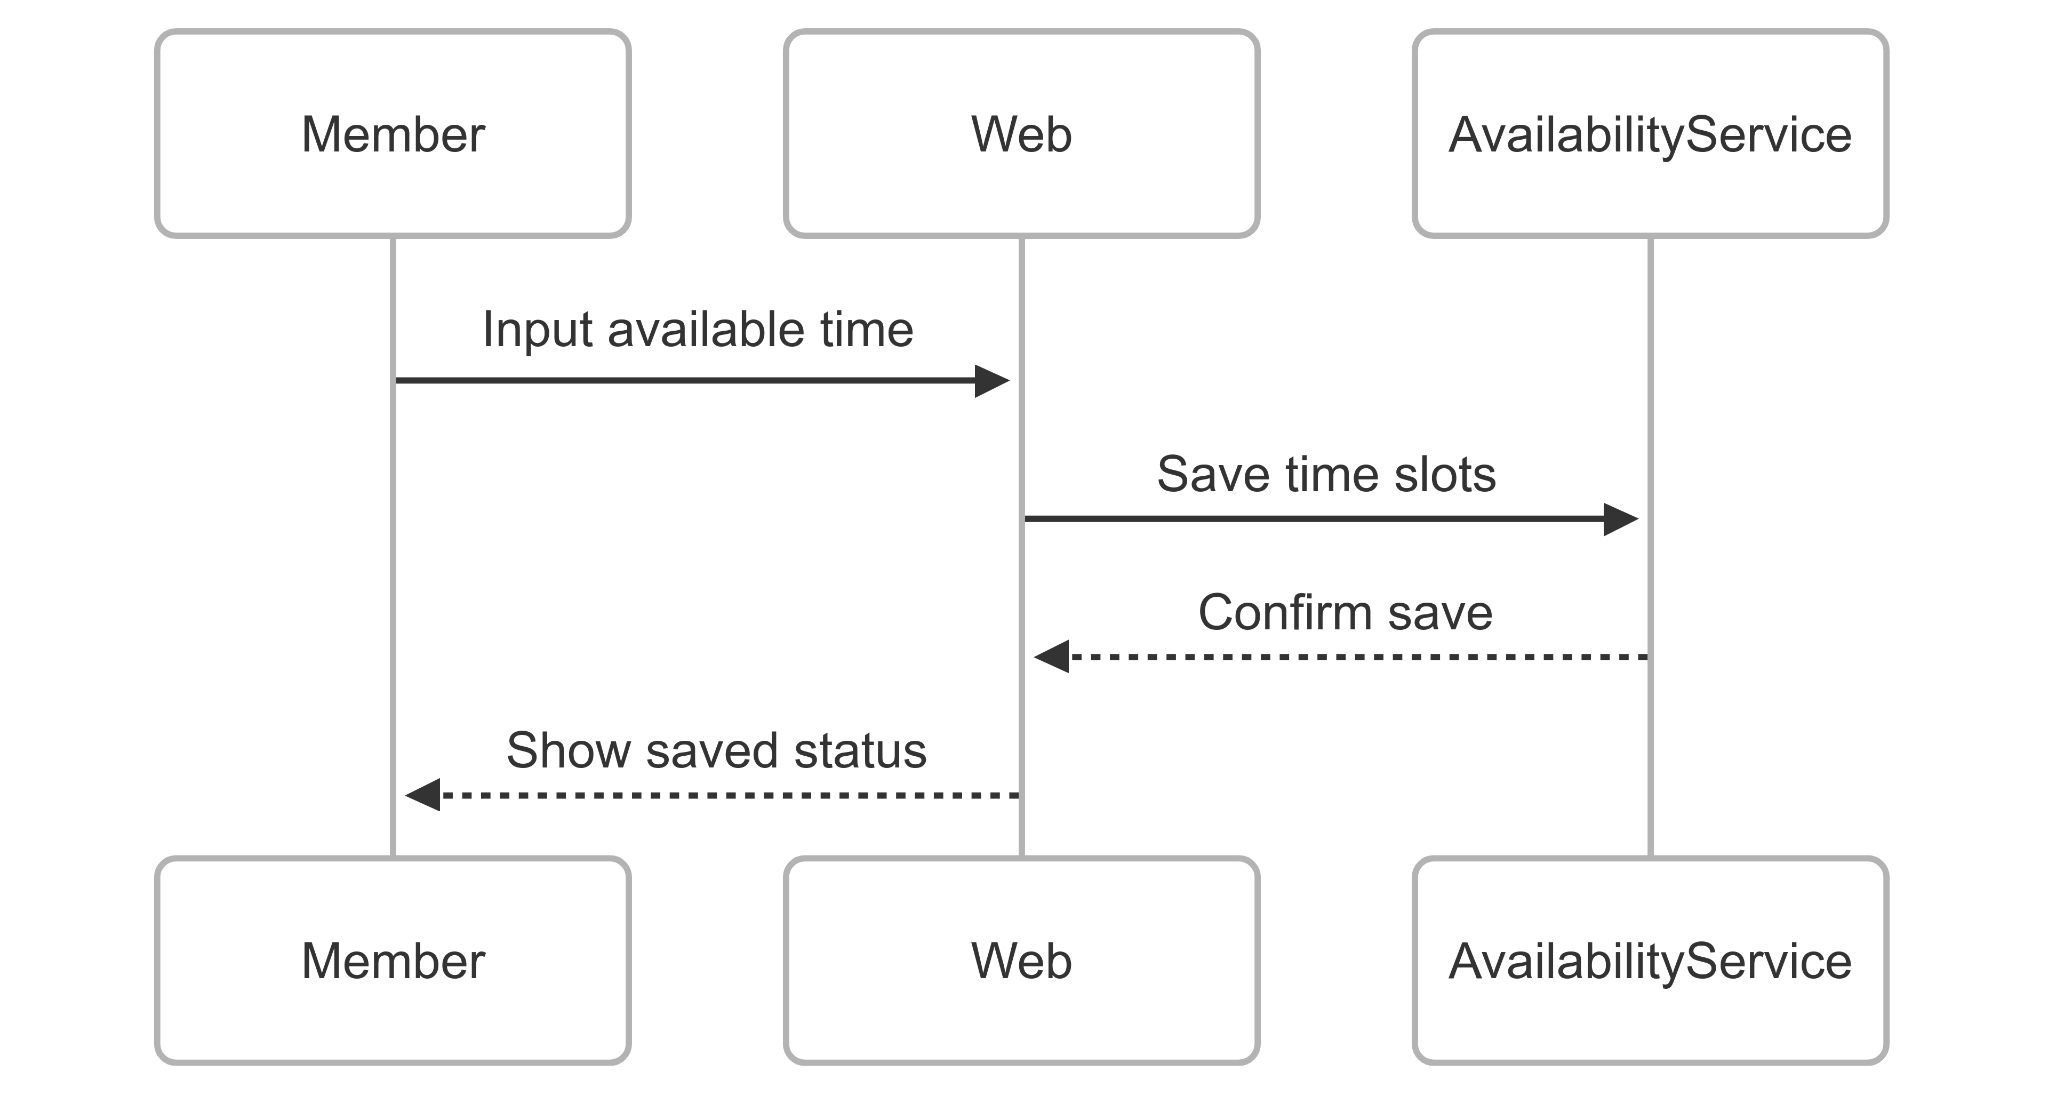 Member
Web
AvailabilityService
Input available time
Save time slots
Confirm save
Show saved status
Member
Web
AvailabilityService